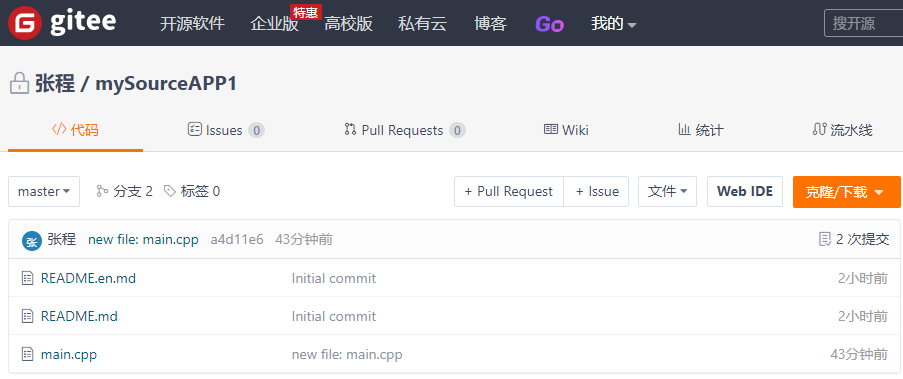 G gitee 开源软件 企业版 特惠 高校版 私有云 博客 Go 我的 搜开源
张程 / mySourceAPP1
代码 Issues 0 Pull Requests 0 Wiki 统计 流水线
master 分支 2 标签 0 + Pull Request + Issue 文件 Web IDE 克隆/下载
张 张程 new file: main.cpp a4d11e6 43分钟前 2 次提交
README.en.md Initial commit 2小时前
README.md Initial commit 2小时前
main.cpp new file: main.cpp 43分钟前